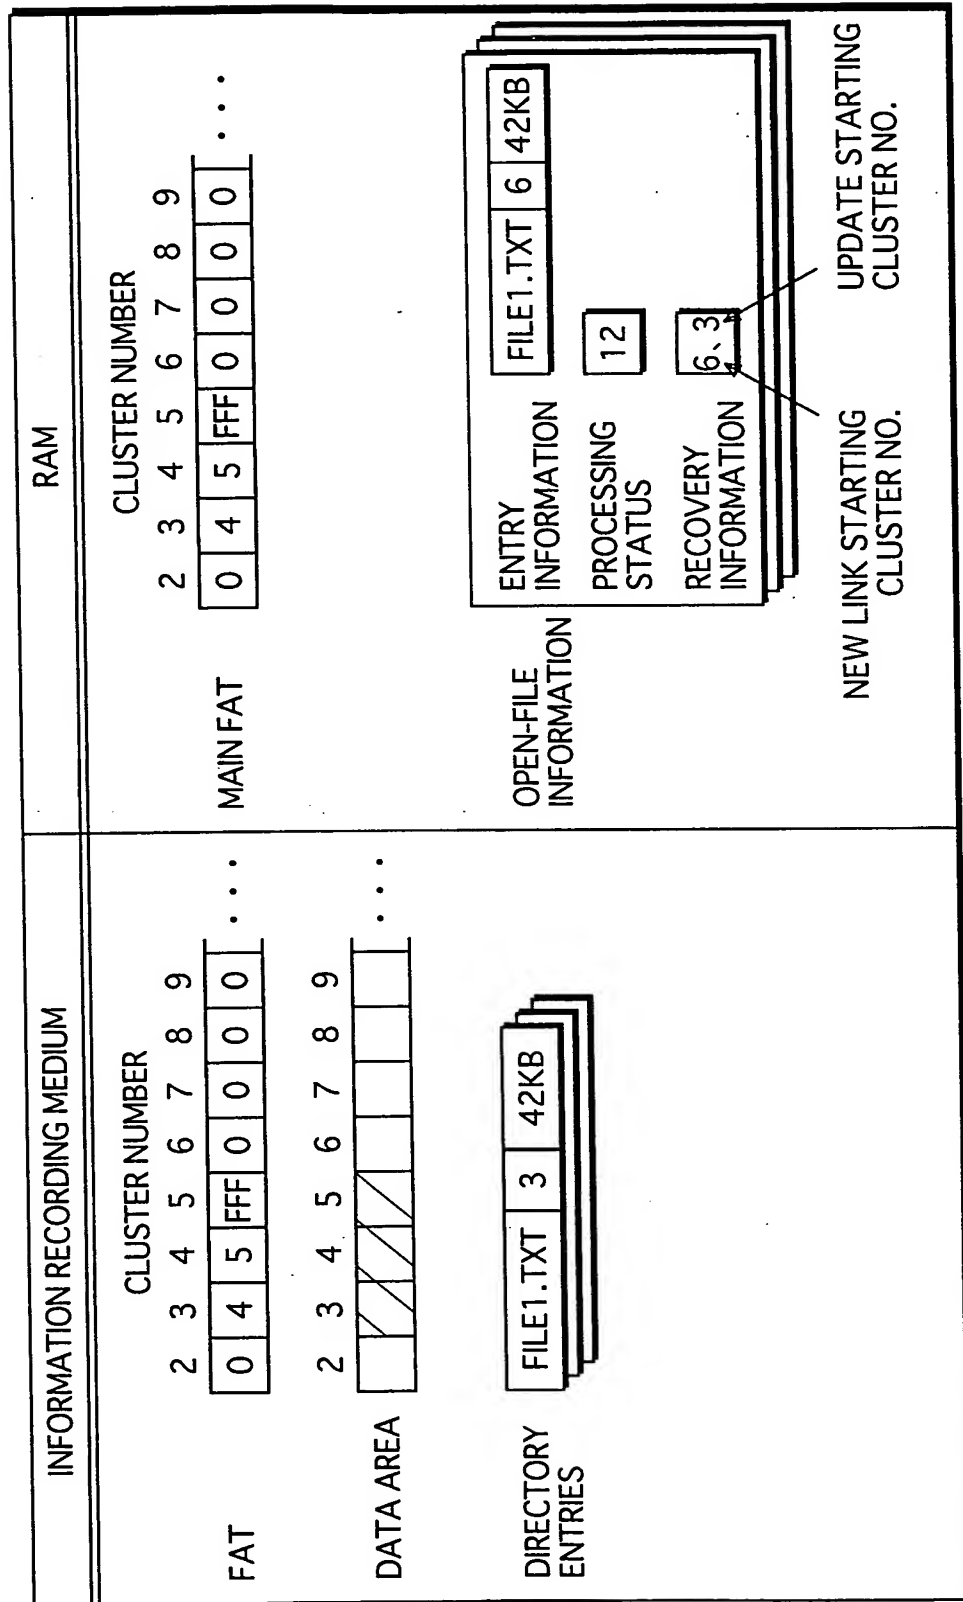 INFORMATION RECORDING MEDIUM
CLUSTER NUMBER
2 3 4 5 6 7 8 9
FAT 0 4 5 FFF 0 0 0 0 . . .
2 3 4 5 6 7 8 9
DATA AREA . . .
DIRECTORY
ENTRIES
FILE1.TXT 3 42KB
RAM
CLUSTER NUMBER
2 3 4 5 6 7 8 9
MAIN FAT 0 4 5 FFF 0 0 0 0 . . .
OPEN-FILE
INFORMATION
ENTRY
INFORMATION
FILE1.TXT 6 42KB
PROCESSING
STATUS
12
RECOVERY
INFORMATION
6、3
NEW LINK STARTING
CLUSTER NO.
UPDATE STARTING
CLUSTER NO.